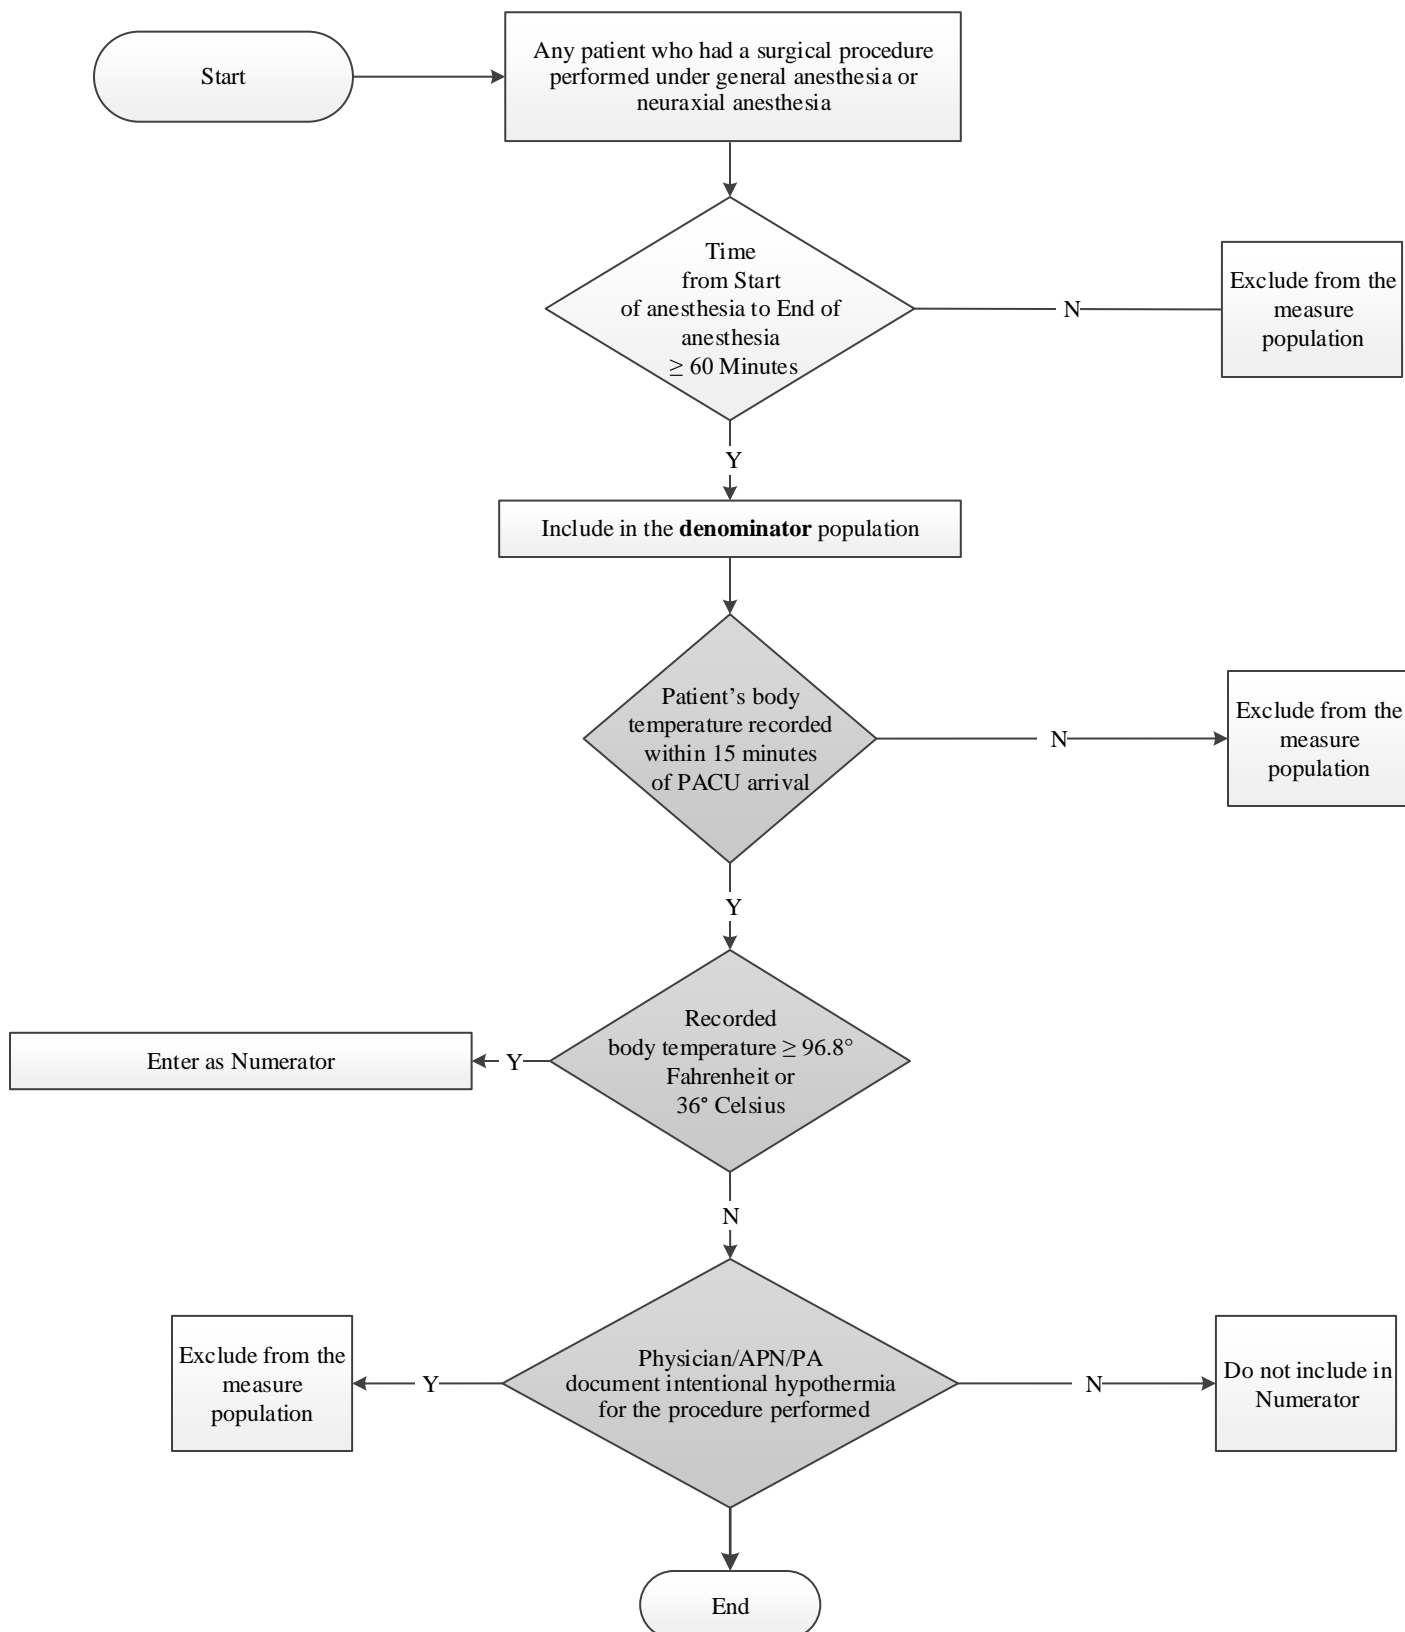 Start
Any patient who had a surgical procedure
performed under general anesthesia or
neuraxial anesthesia
Time
from Start
of anesthesia to End of
anesthesia
≥ 60 Minutes
N
Exclude from the
measure
population
Y
Include in the denominator population
Patient’s body
temperature recorded
within 15 minutes
of PACU arrival
N
Exclude from the
measure
population
Y
Recorded
body temperature ≥ 96.8°
Fahrenheit or
36° Celsius
Y
Enter as Numerator
N
Physician/APN/PA
document intentional hypothermia
for the procedure performed
Y
Exclude from the
measure
population
N
Do not include in
Numerator
End